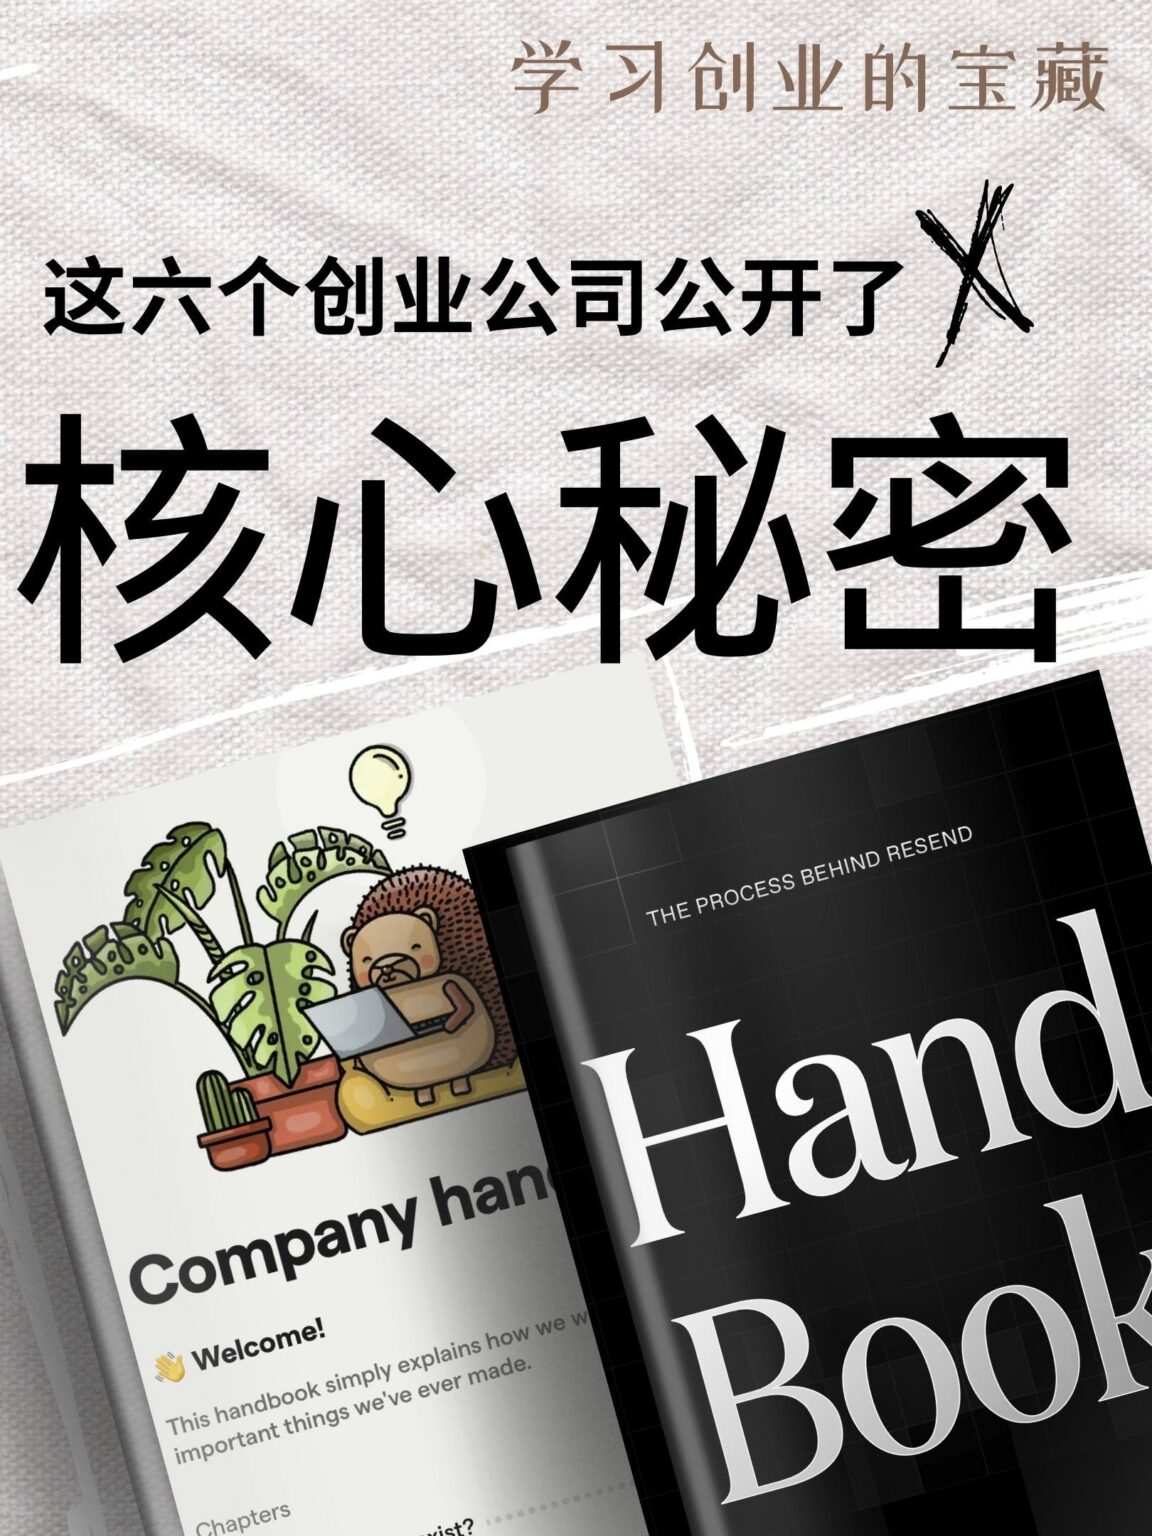 学习创业的宝藏
这六个创业公司公开了
核心秘密
Company han
👋 Welcome!
This handbook simply explains how we w
important things we've ever made.
Chapters
exist?
THE PROCESS BEHIND RESEND
Hand
Book